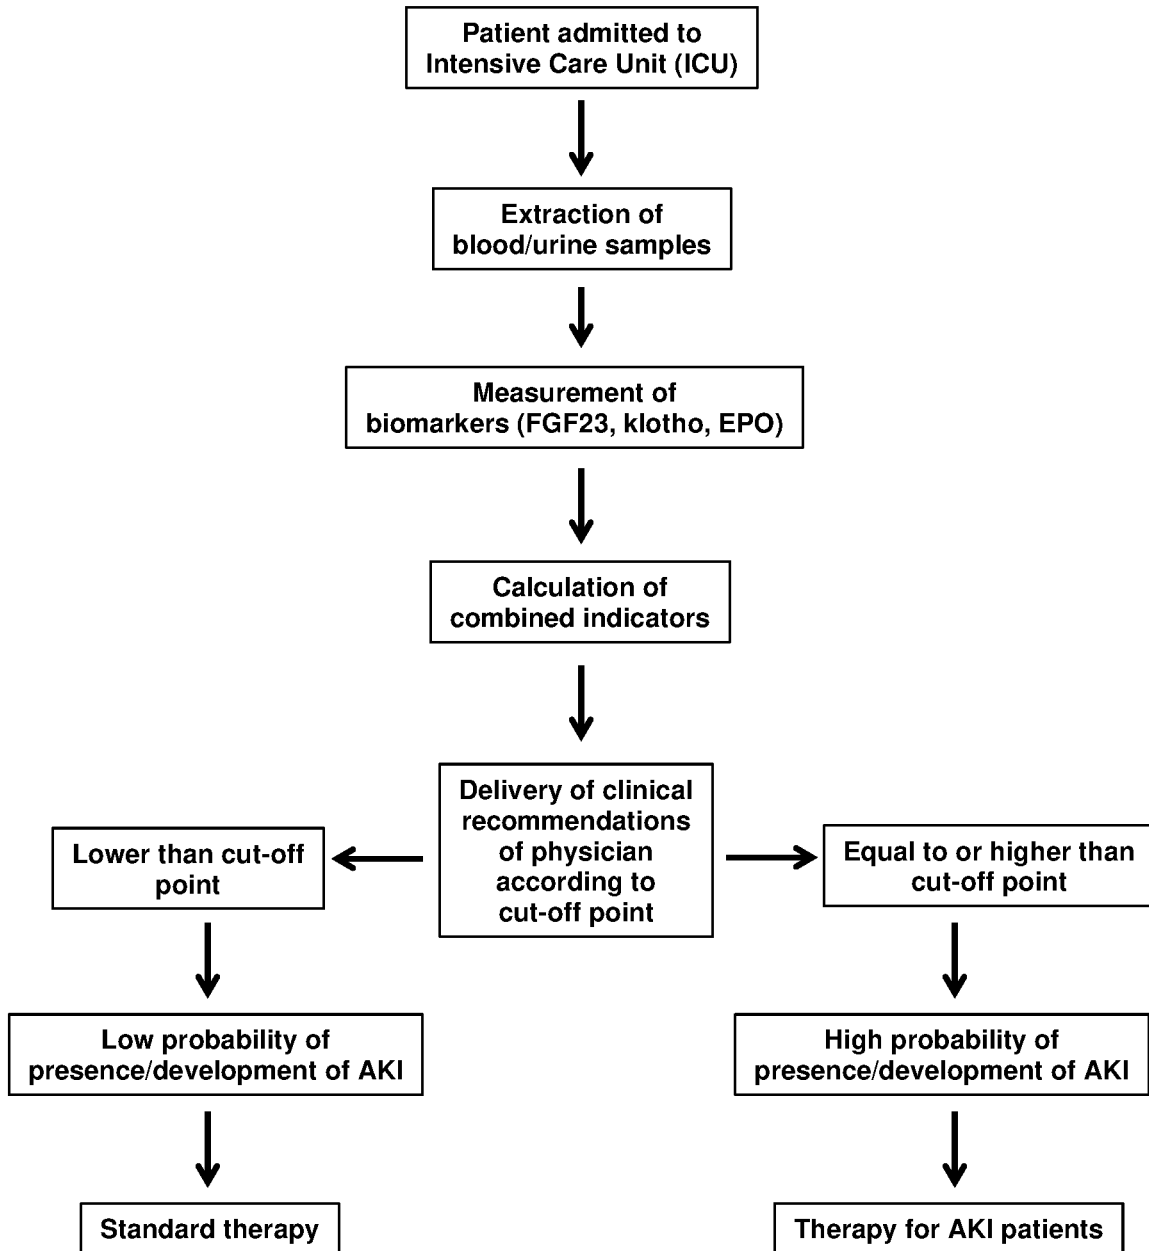 Patient admitted to
Intensive Care Unit (ICU)
Extraction of
blood/urine samples
Measurement of
biomarkers (FGF23, klotho, EPO)
Calculation of
combined indicators
Delivery of clinical
recommendations
of physician
according to
cut-off point
Lower than cut-off
point
Equal to or higher than
cut-off point
Low probability of
presence/development of AKI
High probability of
presence/development of AKI
Standard therapy
Therapy for AKI patients